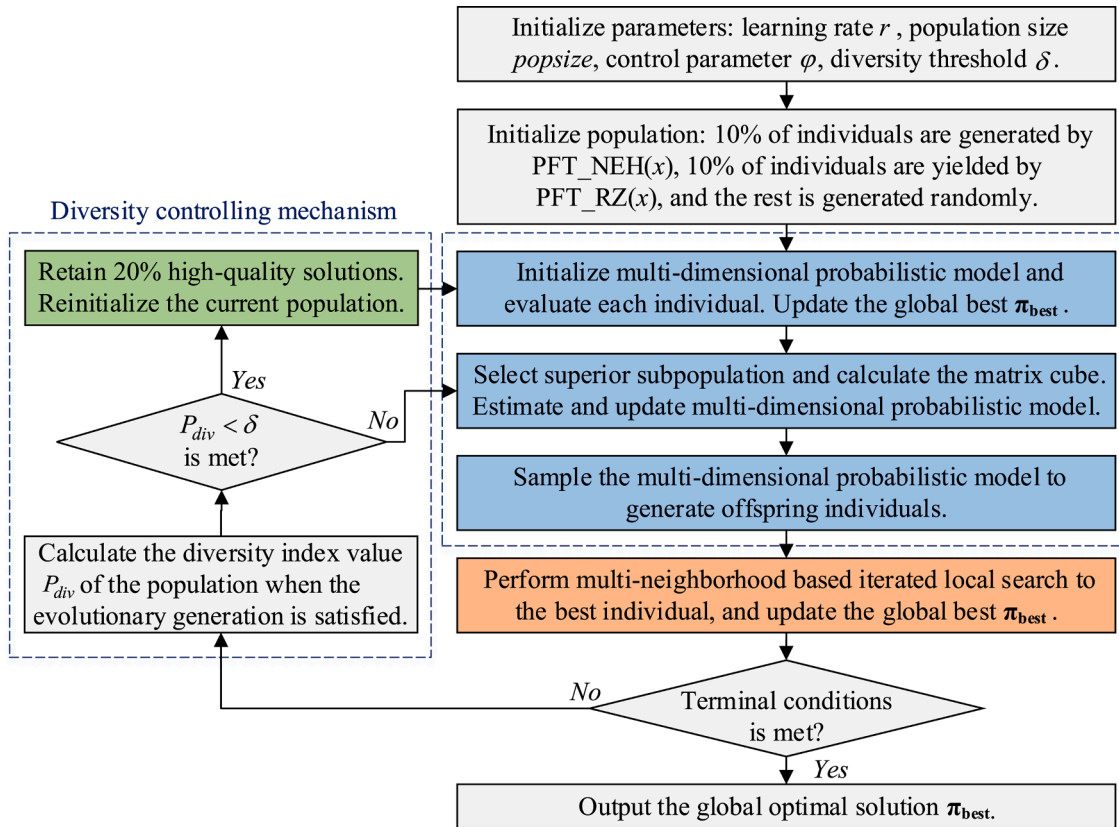 Initialize parameters: learning rate r , population size
popsize, control parameter φ, diversity threshold δ.
Initialize population: 10% of individuals are generated by
PFT_NEH(x), 10% of individuals are yielded by
PFT_RZ(x), and the rest is generated randomly.
Diversity controlling mechanism
Retain 20% high-quality solutions.
Reinitialize the current population.
Initialize multi-dimensional probabilistic model and
evaluate each individual. Update the global best π_best .
Yes
Select superior subpopulation and calculate the matrix cube.
Estimate and update multi-dimensional probabilistic model.
No
P_div < δ
is met?
Sample the multi-dimensional probabilistic model to
generate offspring individuals.
Calculate the diversity index value
P_div of the population when the
evolutionary generation is satisfied.
Perform multi-neighborhood based iterated local search to
the best individual, and update the global best π_best .
No
Terminal conditions
is met?
Yes
Output the global optimal solution π_best.